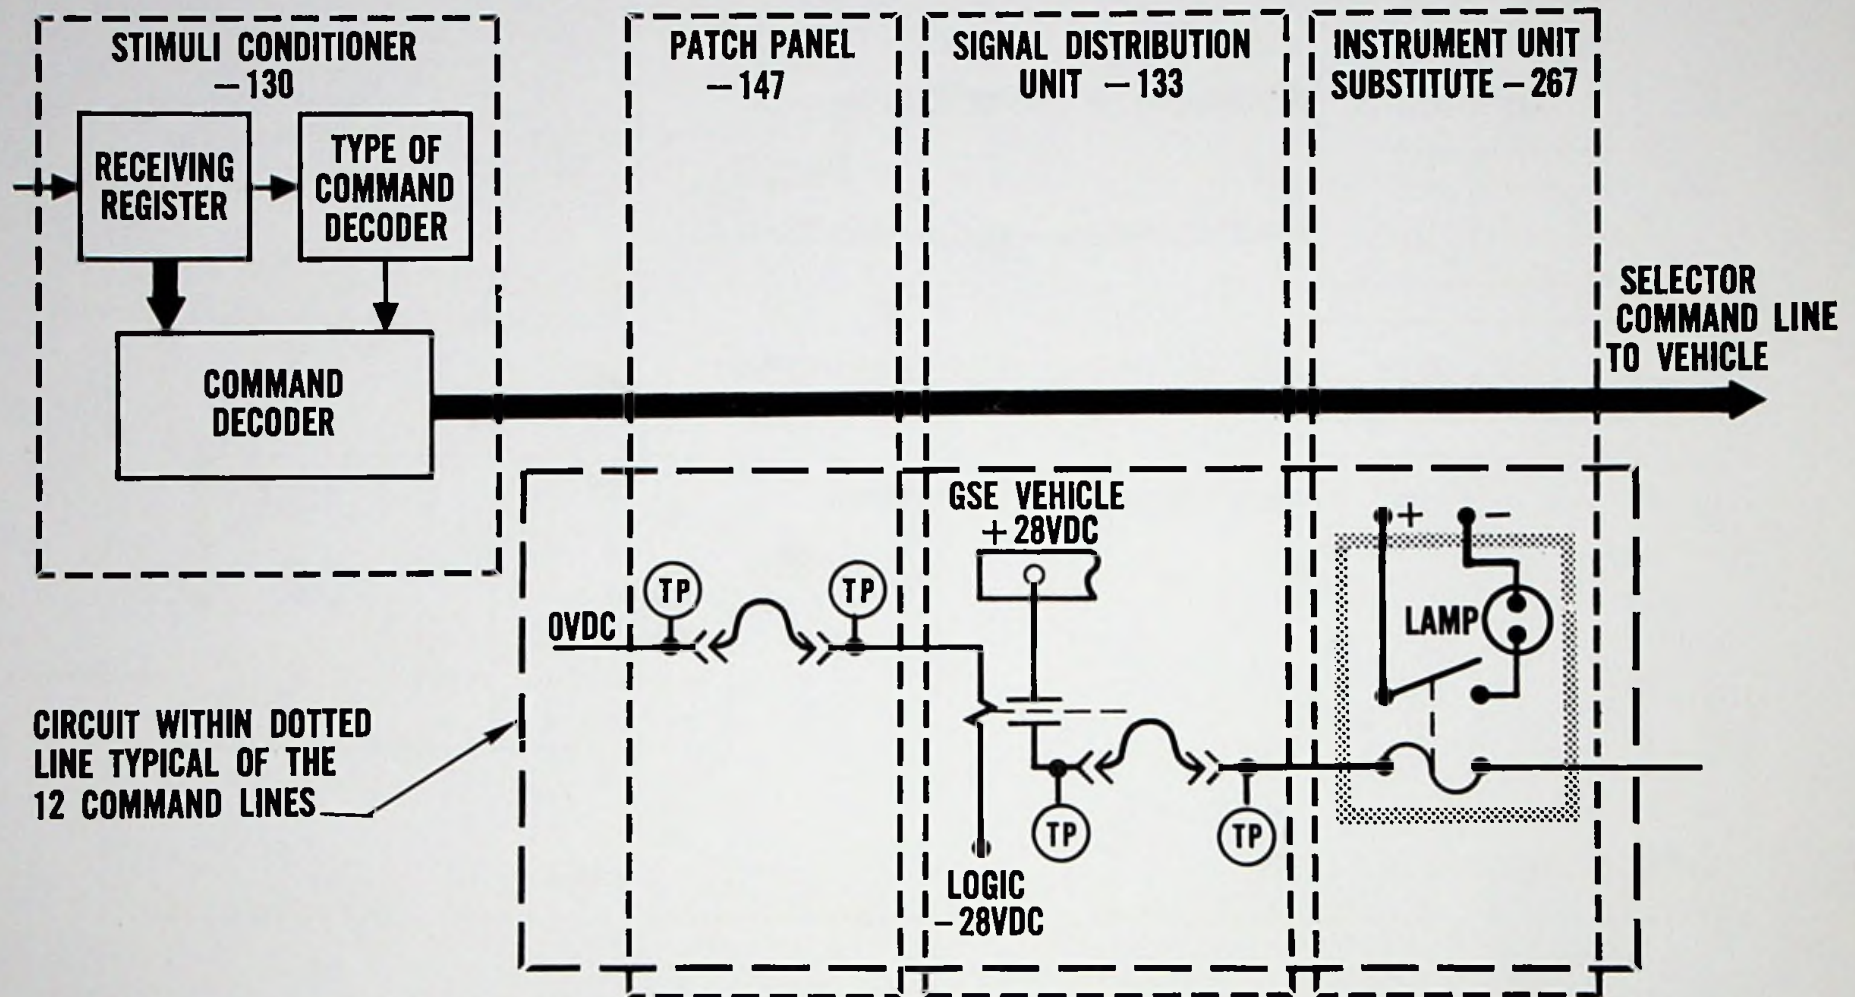 STIMULI CONDITIONER
—130
PATCH PANEL
—147
SIGNAL DISTRIBUTION
UNIT —133
INSTRUMENT UNIT
SUBSTITUTE —267
RECEIVING
REGISTER
TYPE OF
COMMAND
DECODER
COMMAND
DECODER
SELECTOR
COMMAND LINE
TO VEHICLE
GSE VEHICLE
+28VDC
+ −
TP
TP
0VDC
LAMP
CIRCUIT WITHIN DOTTED
LINE TYPICAL OF THE
12 COMMAND LINES
TP
TP
LOGIC
−28VDC